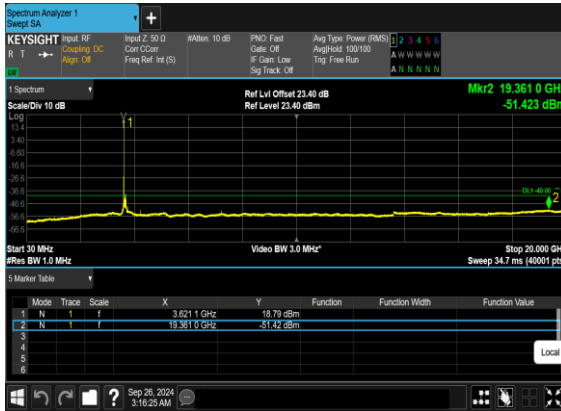 Spectrum Analyzer 1
Swept SA
+
KEYSIGHT Input: RF Input Z: 50 Ω #Atten: 10 dB PNO: Fast Avg Type: Power (RMS) 1 2 3 4 5 6
R T Coupling: DC Corr CCorr Gate: Off Avg|Hold: 100/100 A W W W W W
Align: Off Freq Ref: Int (S) IF Gain: Low Trig: Free Run
LXI Sig Track: Off A N N N N N
1 Spectrum Ref Lvl Offset 23.40 dB Mkr2 19.361 0 GH
Scale/Div 10 dB Ref Level 23.40 dBm -51.423 dBm
Log
13.4
3.40
-6.60
-16.6
-26.6
-36.6
-46.6
-56.6
-66.6
1
DL1 -40.00
2
Start 30 MHz Video BW 3.0 MHz* Stop 20.000 GH
#Res BW 1.0 MHz Sweep 34.7 ms (40001 pts
5 Marker Table
Mode Trace Scale X Y Function Function Width Function Value
1 N 1 f 3.621 1 GHz 18.79 dBm
2 N 1 f 19.361 0 GHz -51.42 dBm
3
4
5
6
Local
?
Sep 26, 2024
3:16:25 AM